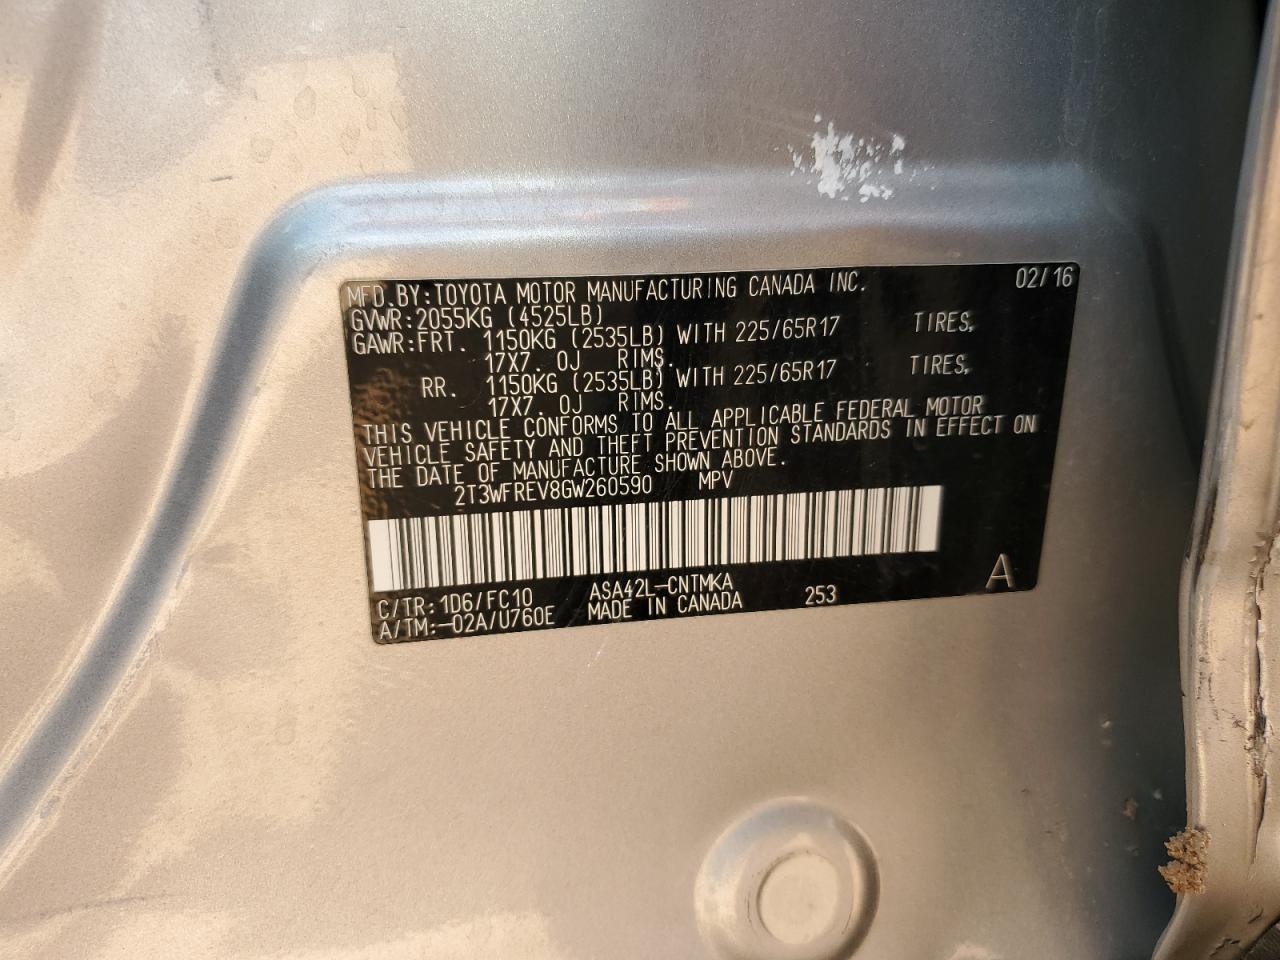 MFD.BY:TOYOTA MOTOR MANUFACTURING CANADA INC. 02/16
GVWR:2055KG (4525LB)
GAWR:FRT. 1150KG (2535LB) WITH 225/65R17 TIRES,
17X7.0J RIMS.
RR. 1150KG (2535LB) WITH 225/65R17 TIRES,
17X7.0J RIMS.
THIS VEHICLE CONFORMS TO ALL APPLICABLE FEDERAL MOTOR
VEHICLE SAFETY AND THEFT PREVENTION STANDARDS IN EFFECT ON
THE DATE OF MANUFACTURE SHOWN ABOVE.
2T3WFREV8GW260590 MPV
C/TR:1D6/FC10 ASA42L-CNTMKA
A/TM:-02A/U760E MADE IN CANADA 253
A